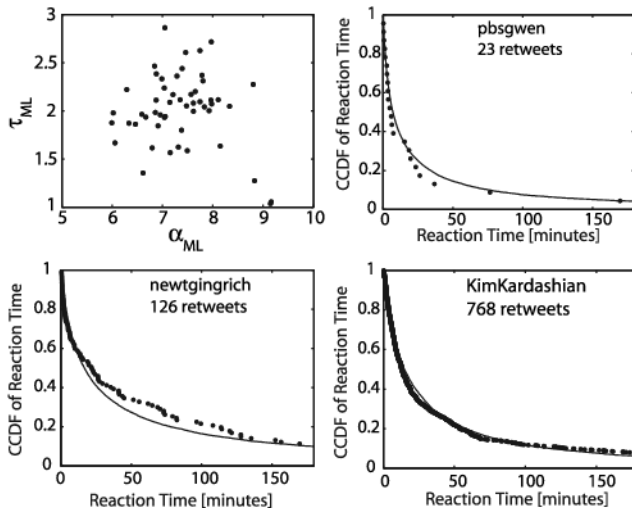 3
2.5
2
1.5
1
5 6 7 8 9 10
τML
αML
pbsgwen
23 retweets
1
0.8
0.6
0.4
0.2
0
0 50 100 150
CCDF of Reaction Time
Reaction Time [minutes]
newtgingrich
126 retweets
1
0.8
0.6
0.4
0.2
0
0 50 100 150
CCDF of Reaction Time
Reaction Time [minutes]
KimKardashian
768 retweets
1
0.8
0.6
0.4
0.2
0
0 50 100 150
CCDF of Reaction Time
Reaction Time [minutes]